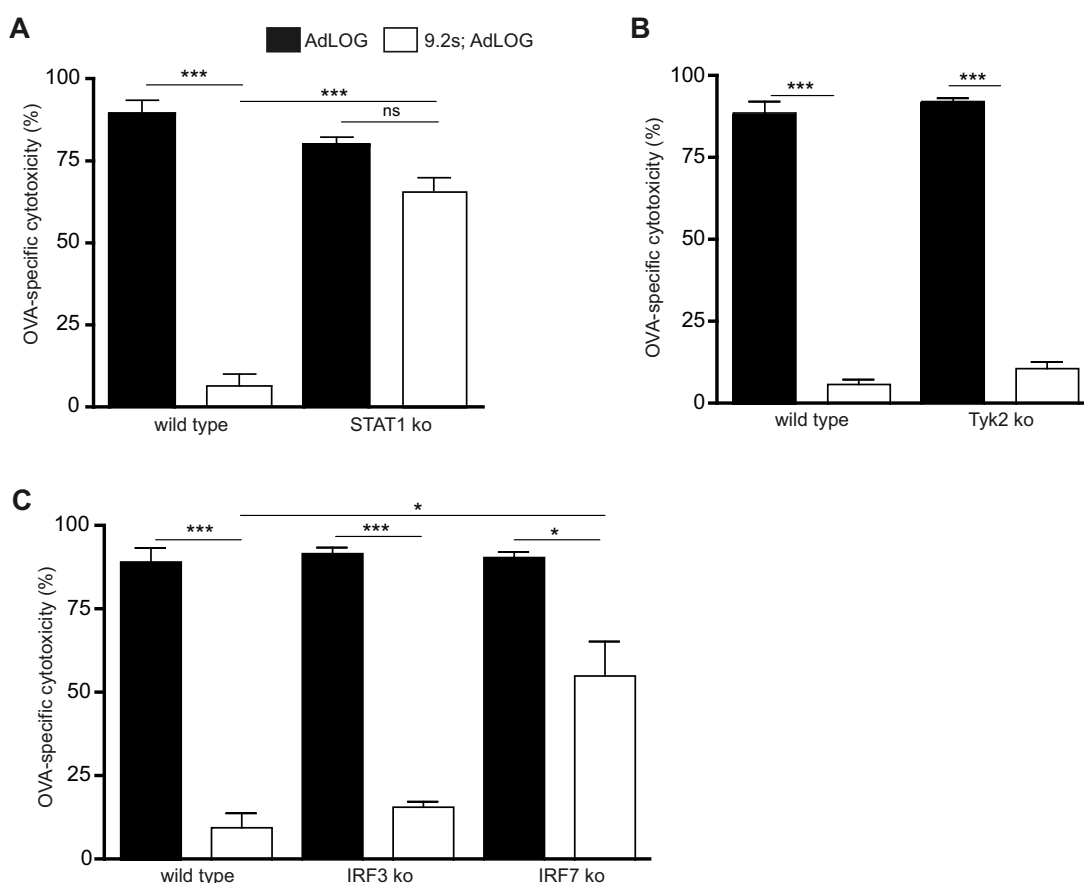 A
AdLOG
9.2s; AdLOG
OVA-specific cytotoxicity (%)
100
75
50
25
0
***
***
ns
wild type
STAT1 ko
B
OVA-specific cytotoxicity (%)
100
75
50
25
0
***
***
wild type
Tyk2 ko
C
OVA-specific cytotoxicity (%)
100
75
50
25
0
*
***
***
*
wild type
IRF3 ko
IRF7 ko